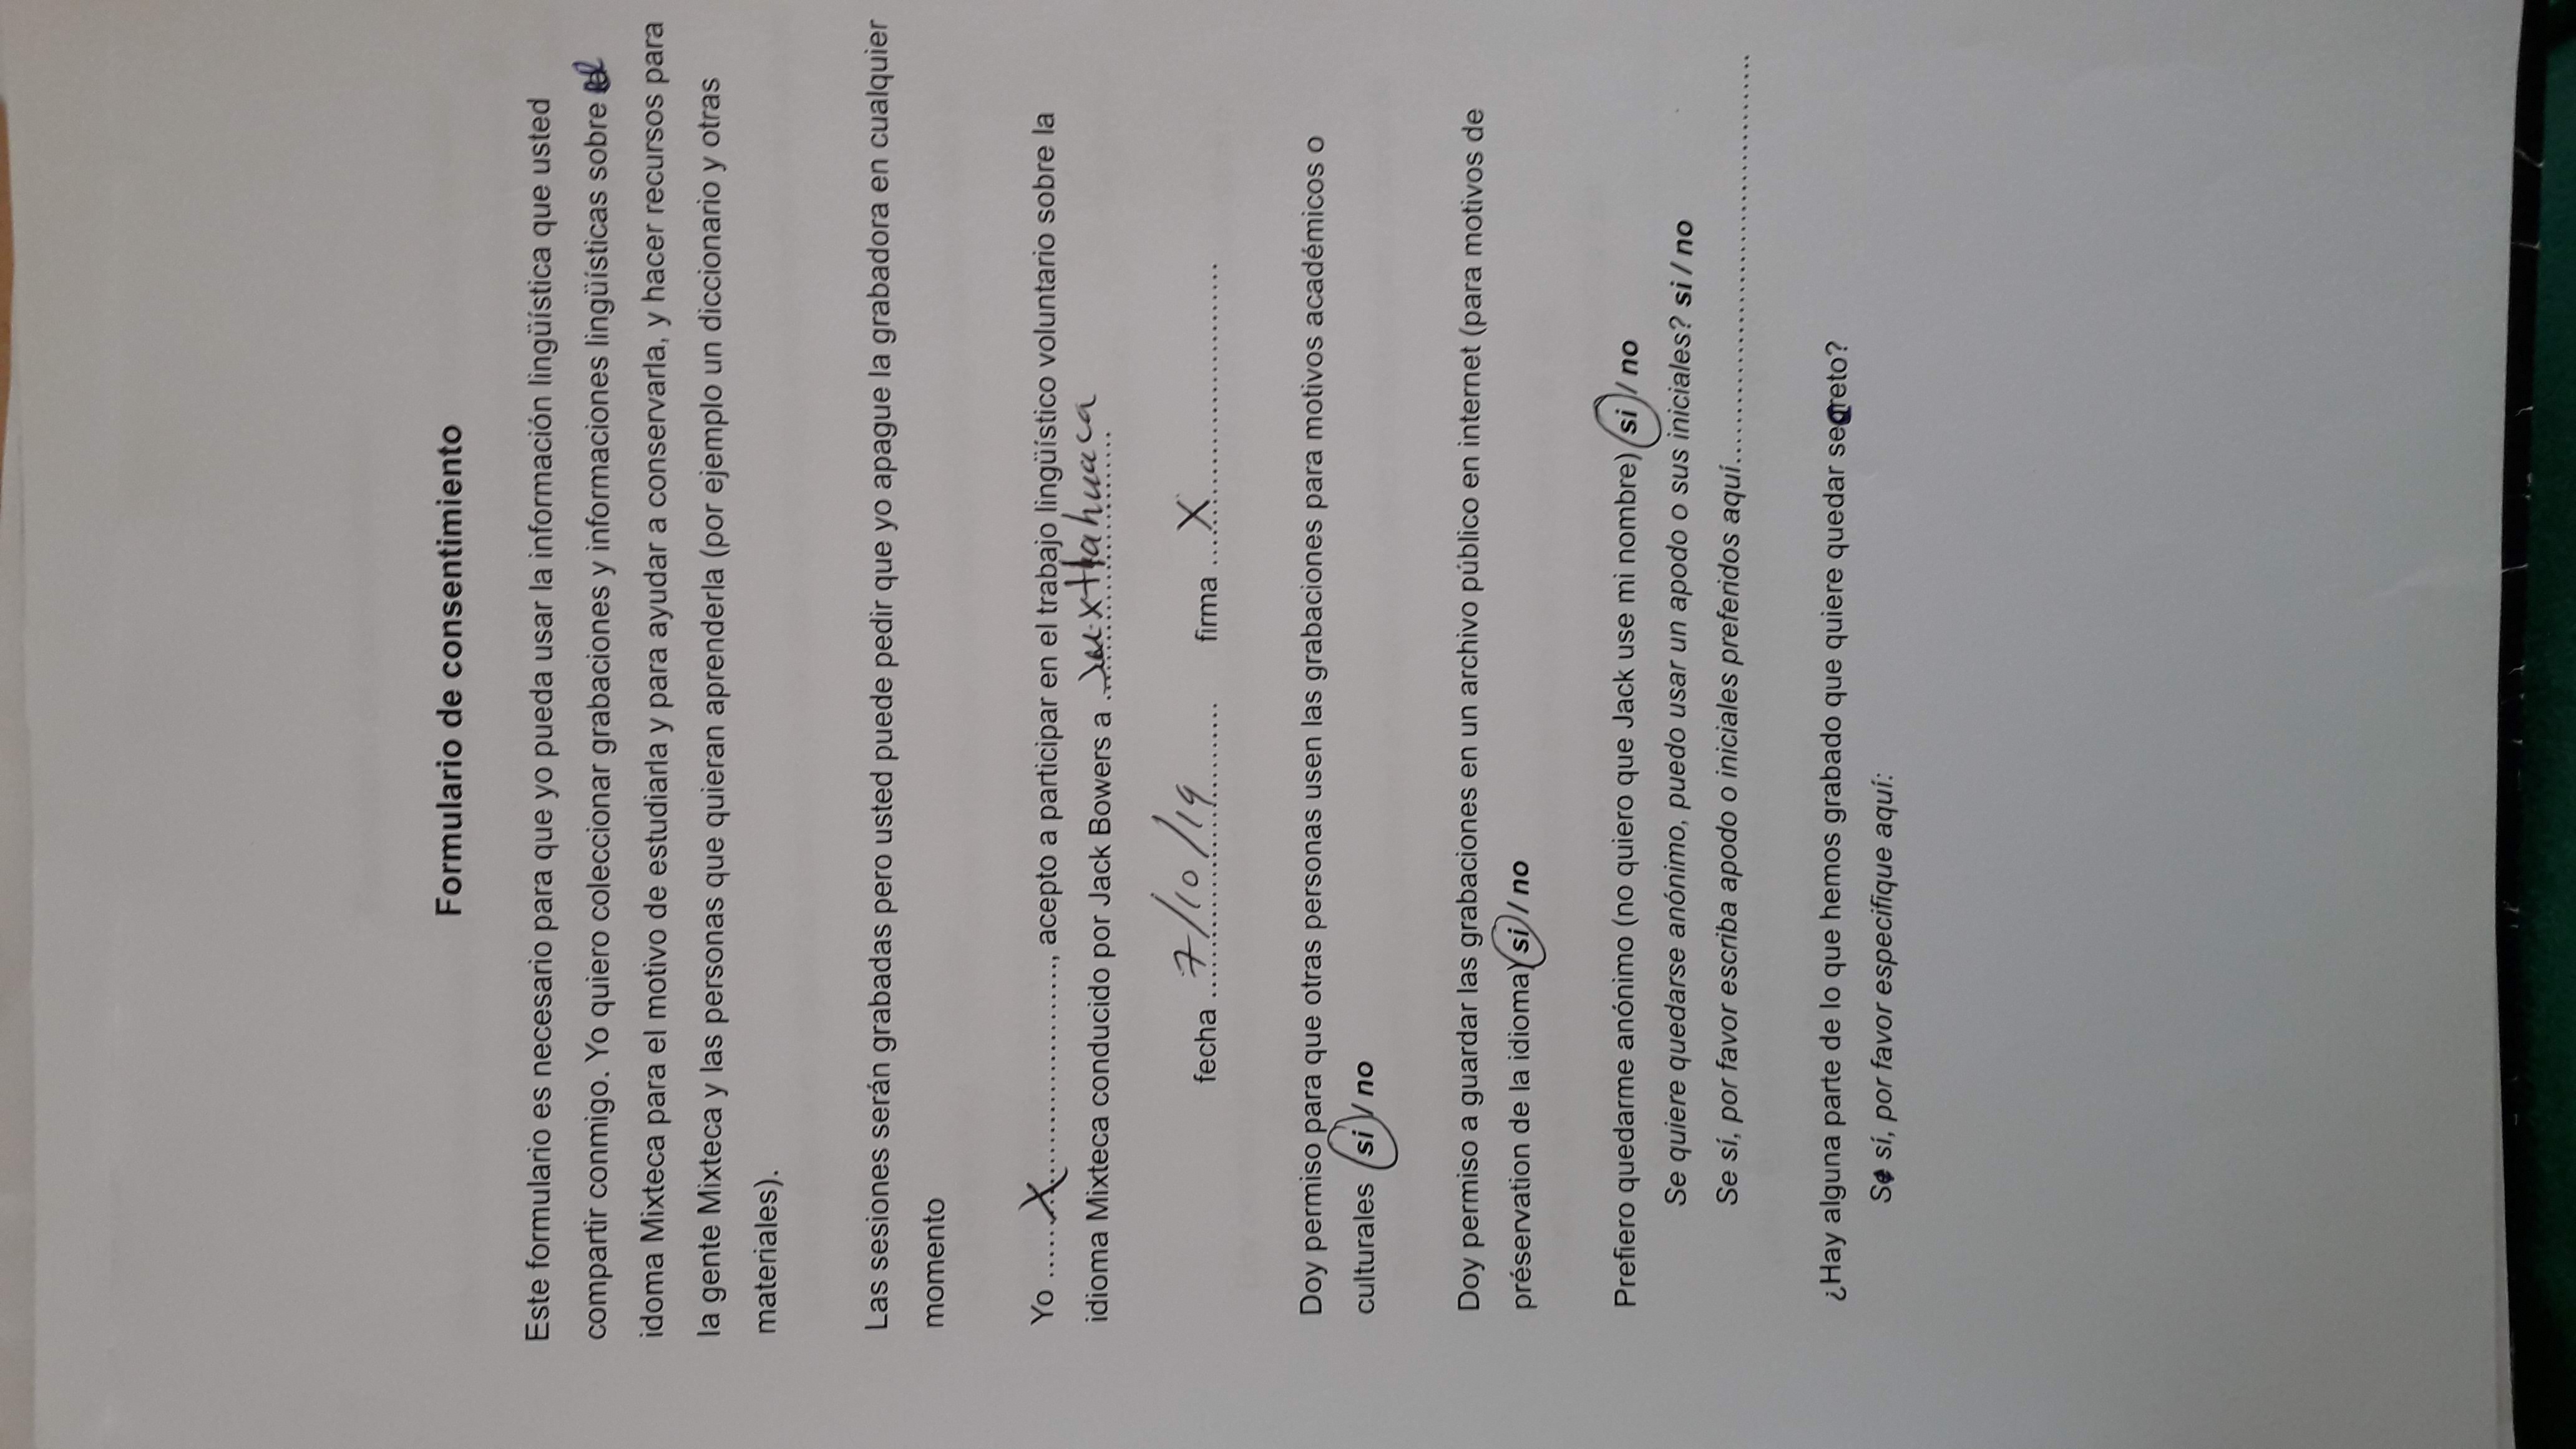 Formulario de consentimiento
Este formulario es necesario para que yo pueda usar la información lingüística que usted
compartir conmigo. Yo quiero coleccionar grabaciones y informaciones lingüísticas sobre el
idoma Mixteca para el motivo de estudiarla y para ayudar a conservarla, y hacer recursos para
la gente Mixteca y las personas que quieran aprenderla (por ejemplo un diccionario y otras
materiales).
Las sesiones serán grabadas pero usted puede pedir que yo apague la grabadora en cualquier
momento
Yo ......X......................, acepto a participar en el trabajo lingüístico voluntario sobre la
idioma Mixteca conducido por Jack Bowers a Juxtlahuaca
fecha 7/10/19 firma X
Doy permiso para que otras personas usen las grabaciones para motivos académicos o
culturales si / no
Doy permiso a guardar las grabaciones en un archivo público en internet (para motivos de
préservation de la idioma) si / no
Prefiero quedarme anónimo (no quiero que Jack use mi nombre) si / no
Se quiere quedarse anónimo, puedo usar un apodo o sus iniciales? si / no
Se sí, por favor escriba apodo o iniciales preferidos aquí..........................................
¿Hay alguna parte de lo que hemos grabado que quiere quedar secreto?
Si sí, por favor especifique aquí: